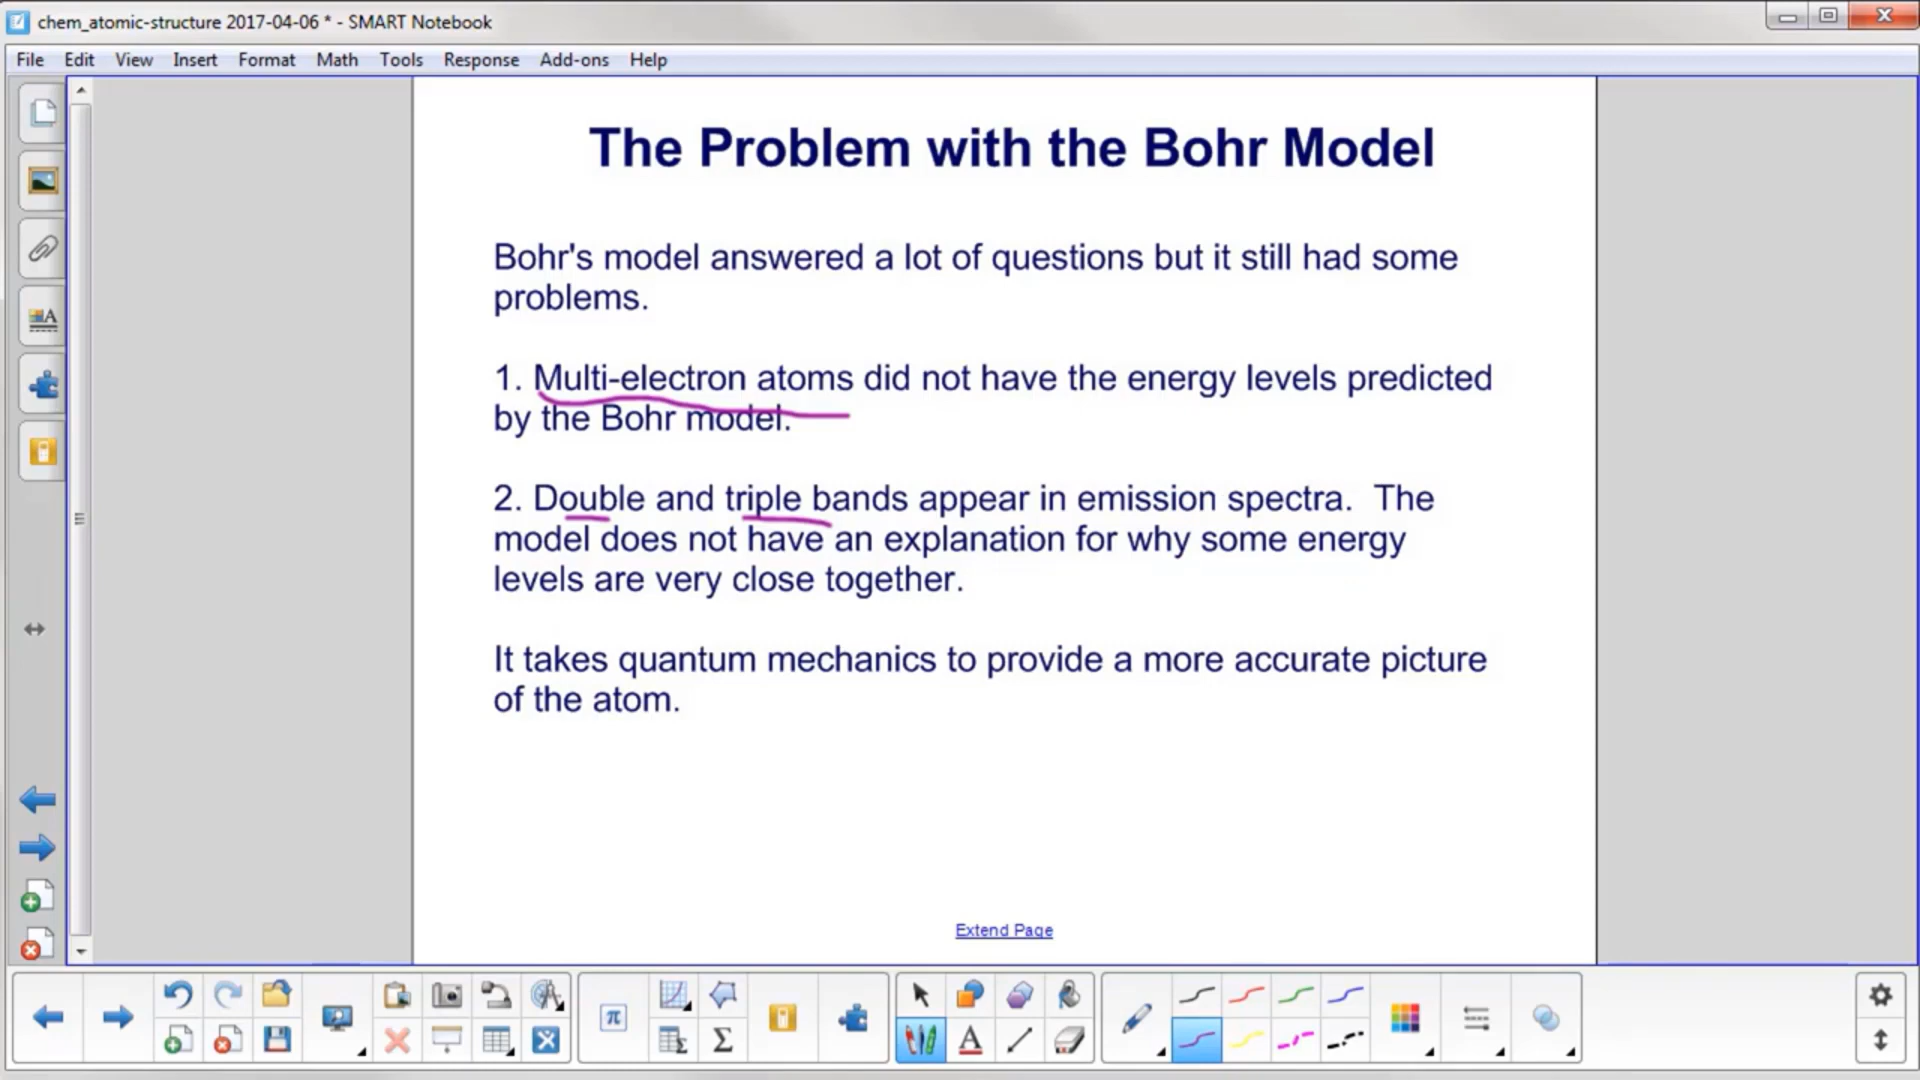 chem_atomic-structure 2017-04-06 * - SMART Notebook
File Edit View Insert Format Math Tools Response Add-ons Help
The Problem with the Bohr Model
Bohr's model answered a lot of questions but it still had some
problems.
1. Multi-electron atoms did not have the energy levels predicted
by the Bohr model.
2. Double and triple bands appear in emission spectra.  The
model does not have an explanation for why some energy
levels are very close together.
It takes quantum mechanics to provide a more accurate picture
of the atom.
Extend Page